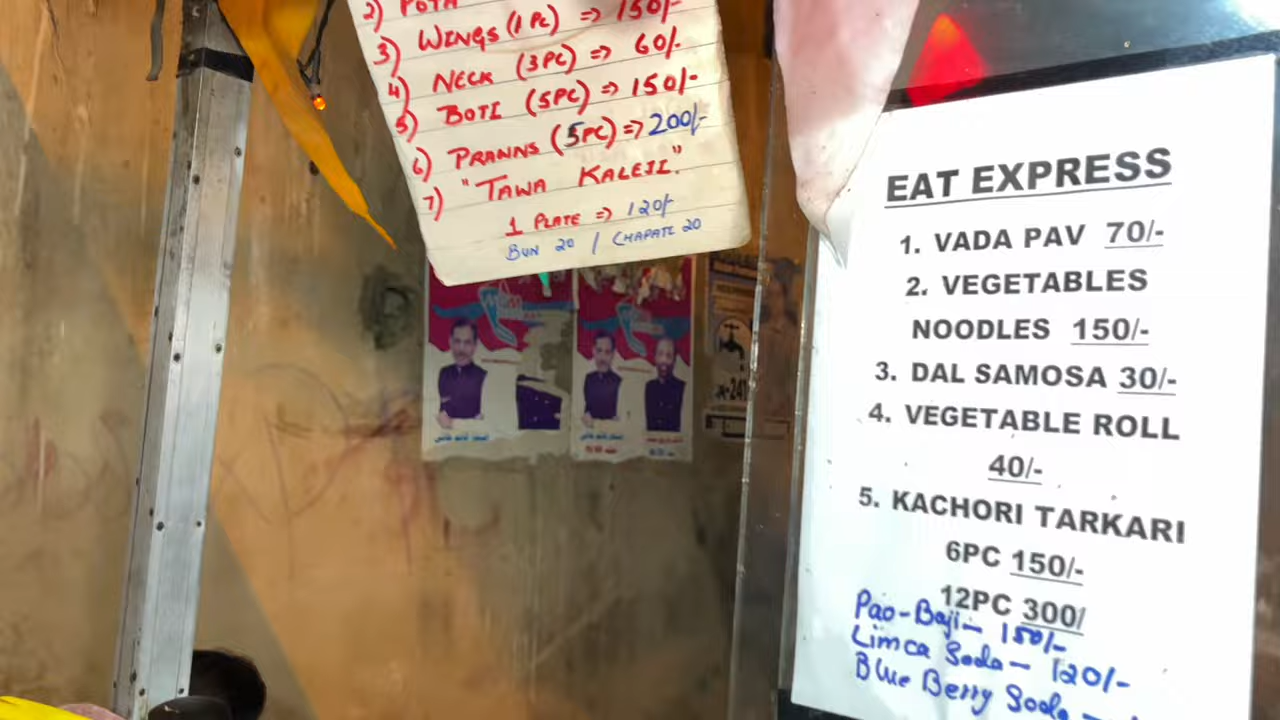 2) POTA
3) WINGS (1 PC) => 150/-
4) NECK (3PC) => 60/-
5) BOTI (5PC) => 150/-
6) PRAWNS (5PC) => 200/-
7) "TAWA KALEJI."
1 PLATE => 120/-
BUN 20 / CHAPATI 20
EAT EXPRESS
1. VADA PAV 70/-
2. VEGETABLES
NOODLES 150/-
3. DAL SAMOSA 30/-
4. VEGETABLE ROLL
40/-
5. KACHORI TARKARI
6PC 150/-
12PC 300/
Pao-Baji- 150/-
Limca Soda - 120/-
Blue Berry Soda -